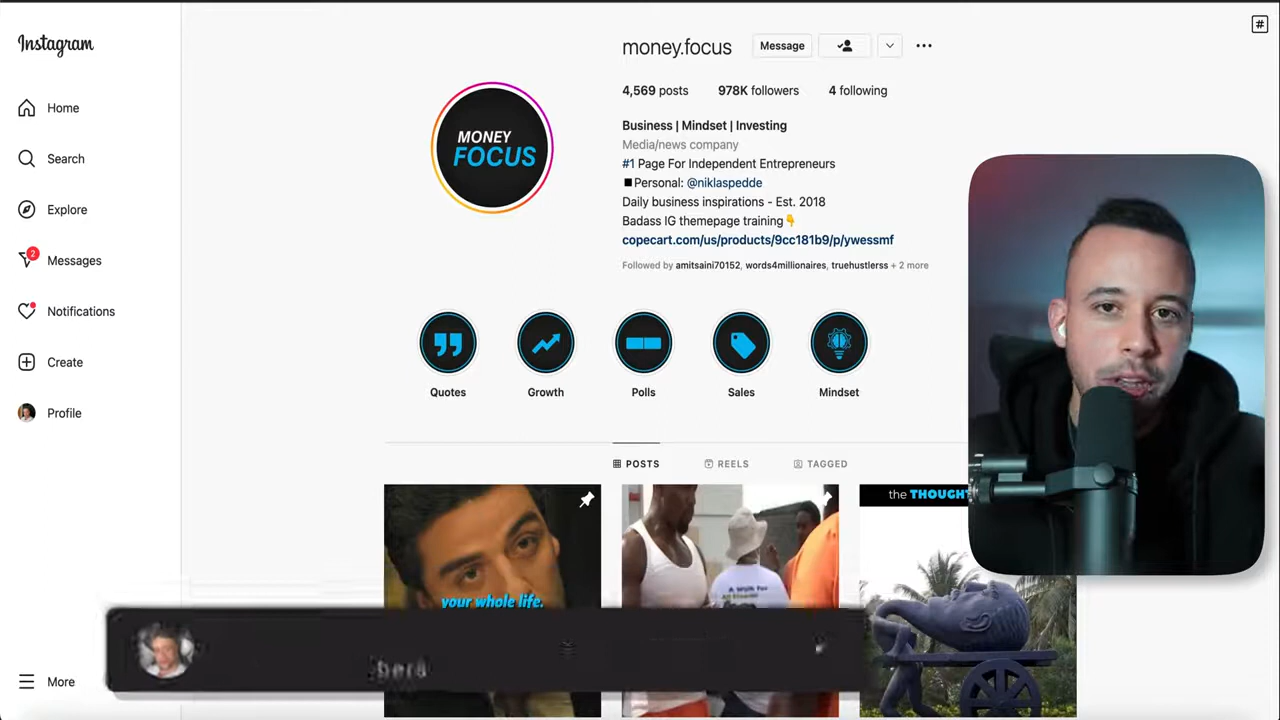 Instagram
Home
Search
Explore
2
Messages
Notifications
Create
Profile
More
#
MONEY
FOCUS
money.focus
Message
4,569 posts 978K followers 4 following
Business | Mindset | Investing
Media/news company
#1 Page For Independent Entrepreneurs
Personal: @niklaspedde
Daily business inspirations - Est. 2018
Badass IG themepage training👇
copecart.com/us/products/9cc181b9/p/ywessmf
Followed by amitsaini70152, words4millionaires, truehustlerss + 2 more
Quotes Growth Polls Sales Mindset
POSTS REELS TAGGED
your whole life.
A Walk For
the THOUGH